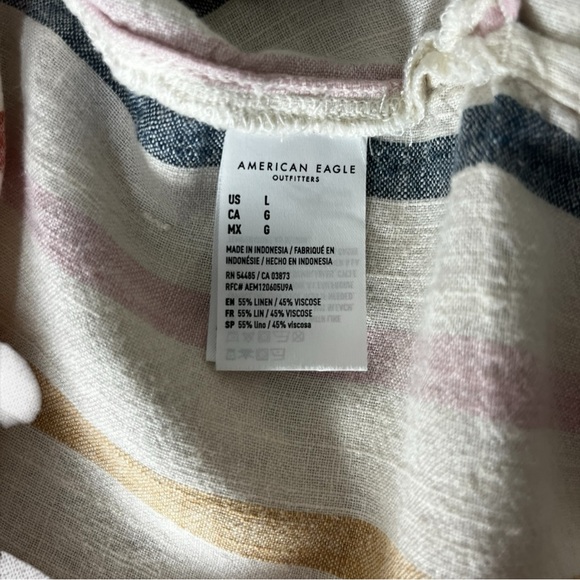 AMERICAN EAGLE
OUTFITTERS
US L
CA G
MX G
MADE IN INDONESIA / FABRIQUÉ EN
INDONÉSIE / HECHO EN INDONESIA
RN 54485 / CA 03873
RFC# AEM120605U9A
EN 55% LINEN / 45% VISCOSE
FR 55% LIN / 45% VISCOSE
SP 55% lino / 45% viscosa